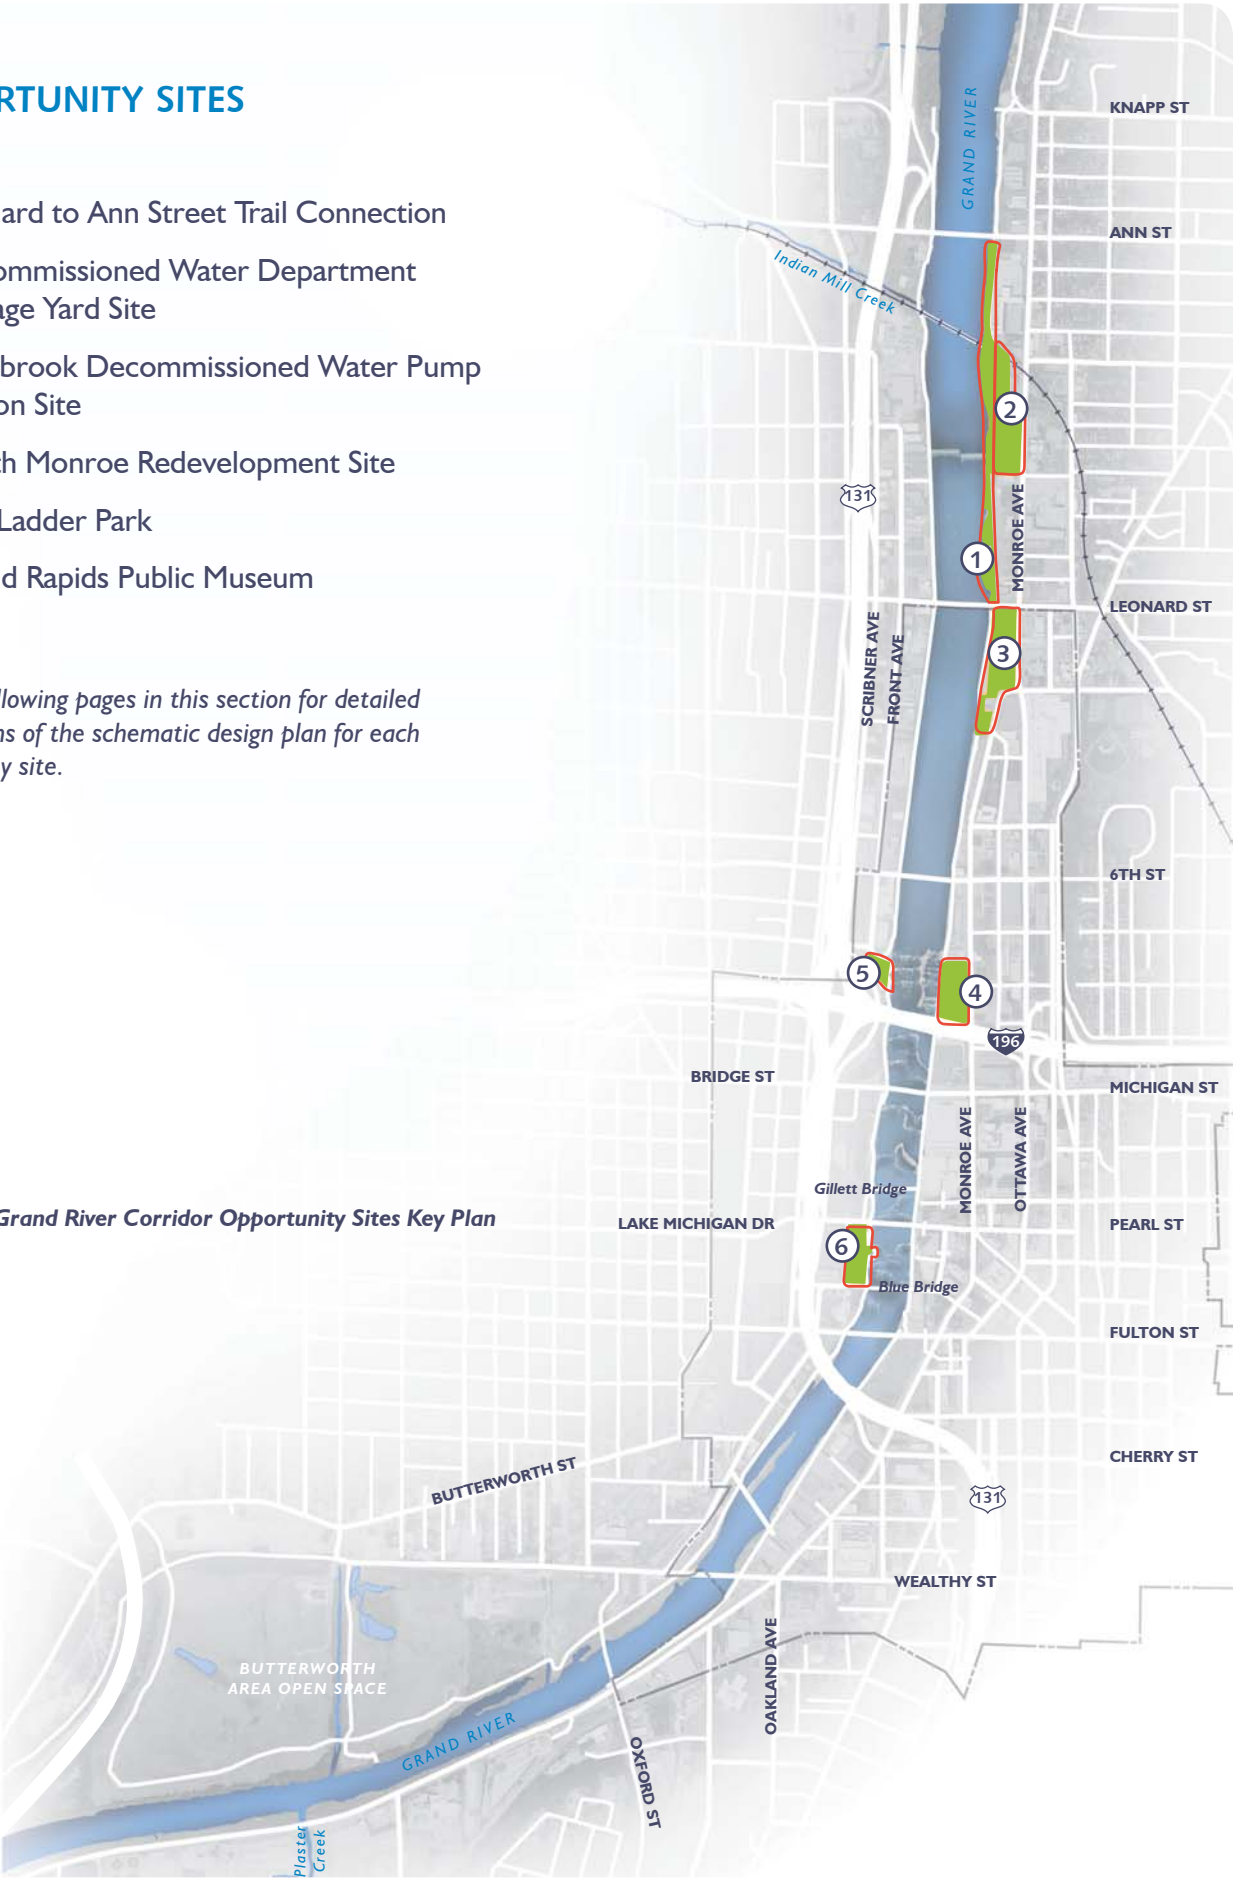 RTUNITY SITES
ard to Ann Street Trail Connection
ommissioned Water Department
age Yard Site
brook Decommissioned Water Pump
on Site
th Monroe Redevelopment Site
Ladder Park
d Rapids Public Museum
llowing pages in this section for detailed
ns of the schematic design plan for each
y site.
Grand River Corridor Opportunity Sites Key Plan
KNAPP ST
GRAND RIVER
ANN ST
Indian Mill Creek
2
131
MONROE AVE
1
LEONARD ST
SCRIBNER AVE
FRONT AVE
3
6TH ST
5
4
196
BRIDGE ST
MICHIGAN ST
MONROE AVE
OTTAWA AVE
Gillett Bridge
LAKE MICHIGAN DR
PEARL ST
6
Blue Bridge
FULTON ST
CHERRY ST
BUTTERWORTH ST
131
WEALTHY ST
OAKLAND AVE
BUTTERWORTH
AREA OPEN SPACE
GRAND RIVER
OXFORD ST
Plaster
Creek